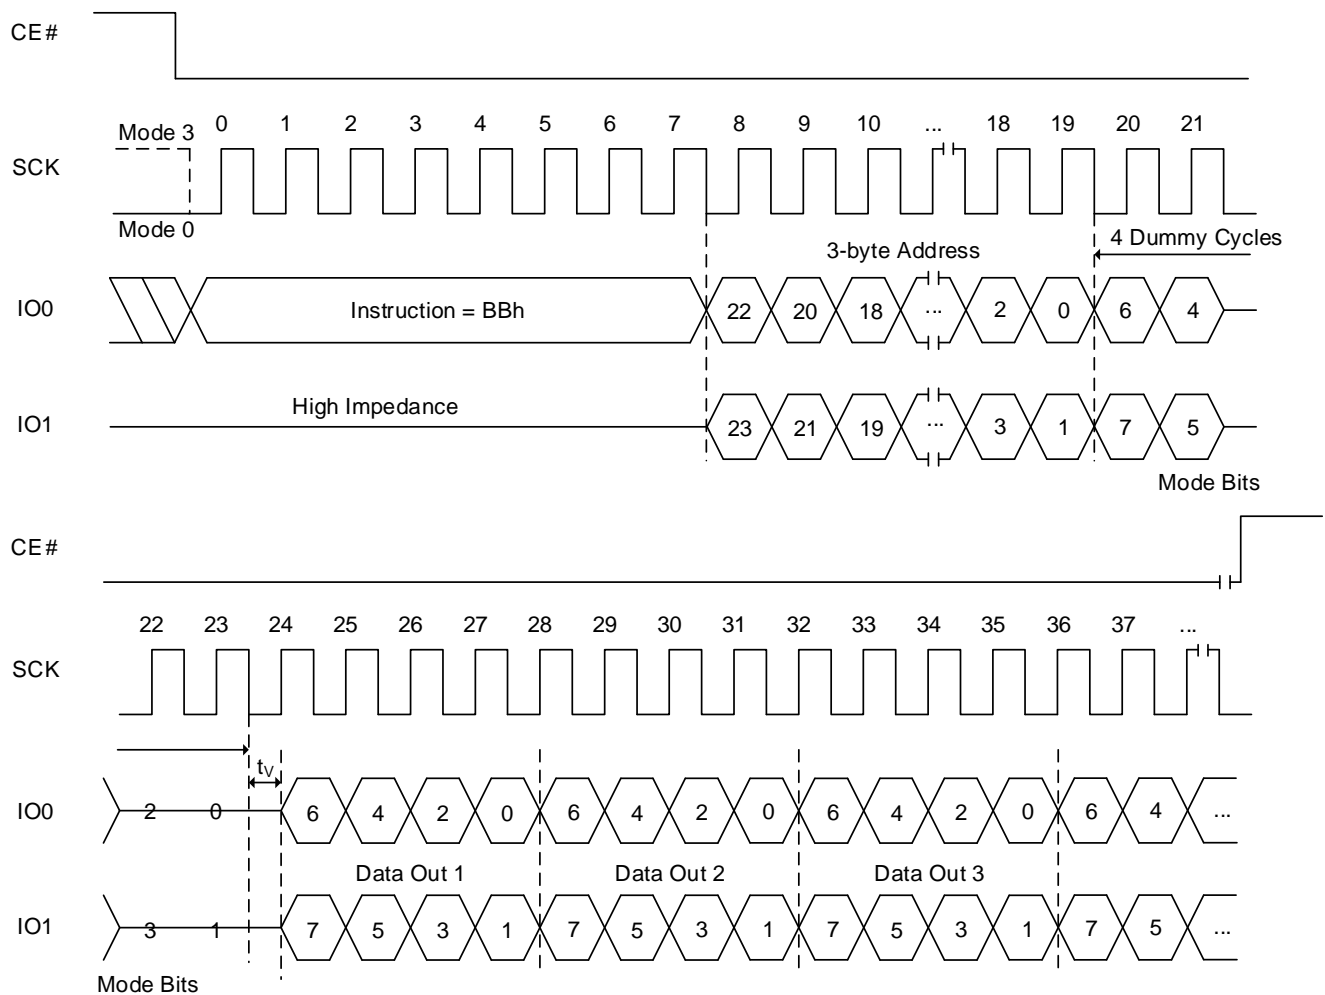 CE#
0 1 2 3 4 5 6 7 8 9 10 ... 18 19 20 21
Mode 3
SCK
Mode 0
3-byte Address 4 Dummy Cycles
IO0 Instruction = BBh 22 20 18 ... 2 0 6 4
High Impedance
IO1 23 21 19 ... 3 1 7 5
Mode Bits
CE#
22 23 24 25 26 27 28 29 30 31 32 33 34 35 36 37 ...
SCK
tV
IO0 2 0 6 4 2 0 6 4 2 0 6 4 2 0 6 4 ...
Data Out 1 Data Out 2 Data Out 3
IO1 3 1 7 5 3 1 7 5 3 1 7 5 3 1 7 5 ...
Mode Bits